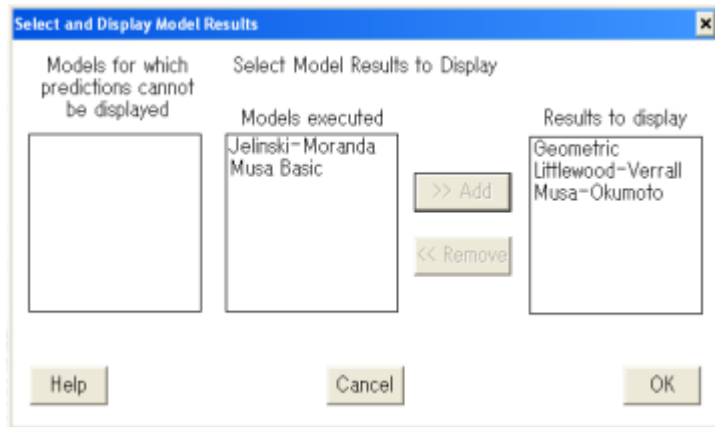 Select and Display Model Results
Models for which
predictions cannot
be displayed
Select Model Results to Display
Models executed
Jelinski-Moranda
Musa Basic
>> Add
<< Remove
Results to display
Geometric
Littlewood-Verrall
Musa-Okumoto
Help
Cancel
OK